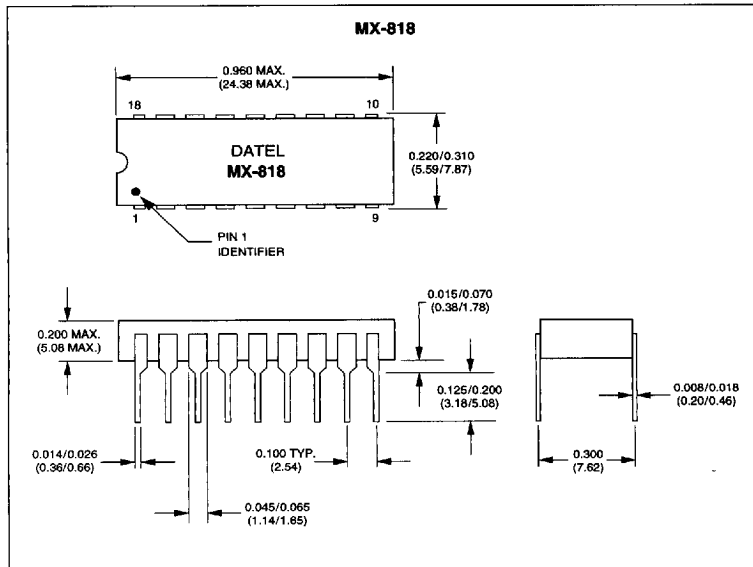 MX-818
0.960 MAX.
(24.38 MAX.)
18
10
DATEL
MX-818
0.220/0.310
(5.59/7.87)
1
9
PIN 1
IDENTIFIER
0.015/0.070
(0.38/1.78)
0.200 MAX.
(5.08 MAX.)
0.125/0.200
(3.18/5.08)
0.008/0.018
(0.20/0.46)
0.014/0.026
(0.36/0.66)
0.100 TYP.
(2.54)
0.300
(7.62)
0.045/0.065
(1.14/1.65)